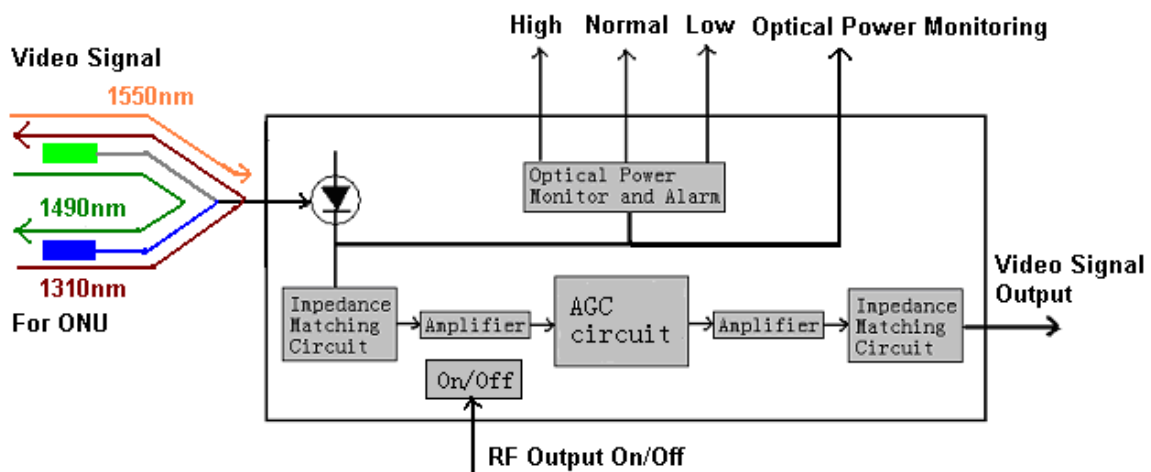 High Normal Low Optical Power Monitoring
Video Signal
1550nm
Optical Power
Monitor and Alarm
1490nm
1310nm
For ONU
Impedance
Matching
Circuit
Amplifier
AGC
circuit
Amplifier
Impedance
Matching
Circuit
Video Signal
Output
On/Off
RF Output On/Off